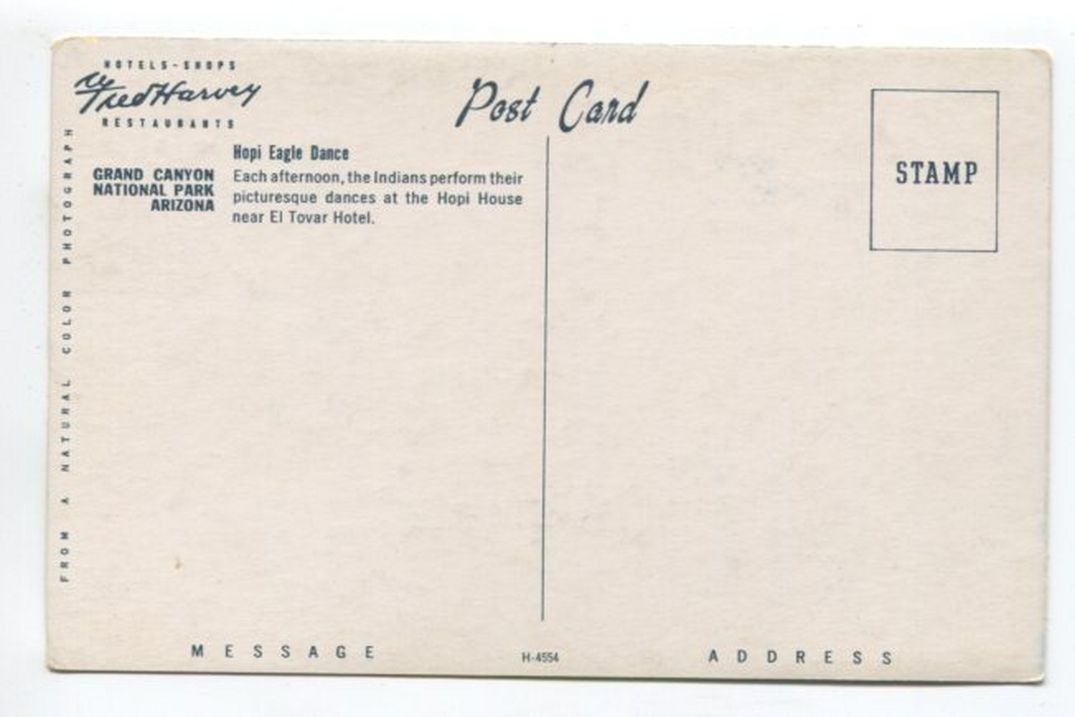 HOTELS-SHOPS
Fred Harvey
RESTAURANTS
Post Card
STAMP
GRAND CANYON
NATIONAL PARK
ARIZONA
Hopi Eagle Dance
Each afternoon, the Indians perform their
picturesque dances at the Hopi House
near El Tovar Hotel.
FROM A NATURAL COLOR PHOTOGRAPH
MESSAGE
H-4554
ADDRESS